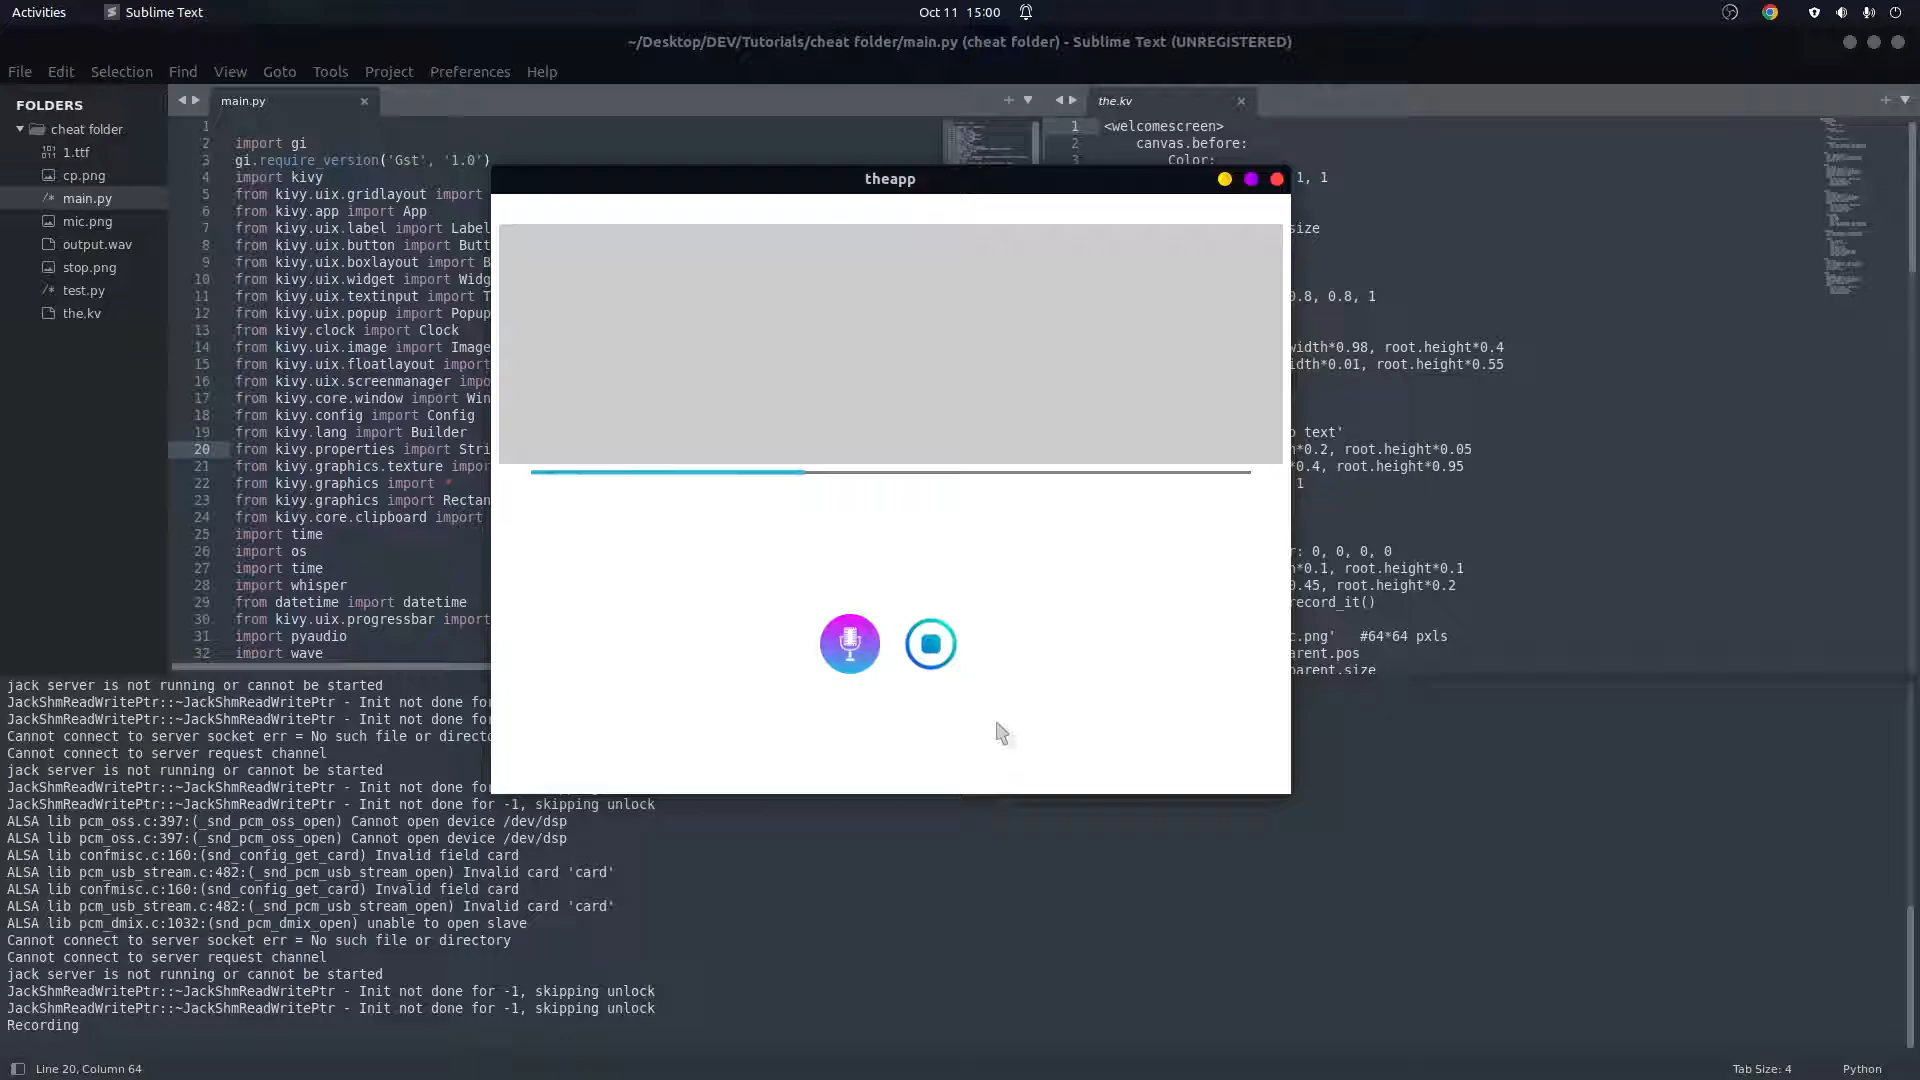 Activities
Sublime Text
Oct 11 15:00
~/Desktop/DEV/Tutorials/cheat folder/main.py (cheat folder) - Sublime Text (UNREGISTERED)
File Edit Selection Find View Goto Tools Project Preferences Help
FOLDERS
cheat folder
1.ttf
cp.png
main.py
mic.png
output.wav
stop.png
test.py
the.kv
main.py
1
2 import gi
3 gi.require_version('Gst', '1.0')
4 import kivy
5 from kivy.uix.gridlayout import
6 from kivy.app import App
7 from kivy.uix.label import Label
8 from kivy.uix.button import Butt
9 from kivy.uix.boxlayout import B
10 from kivy.uix.widget import Widg
11 from kivy.uix.textinput import T
12 from kivy.uix.popup import Popup
13 from kivy.clock import Clock
14 from kivy.uix.image import Image
15 from kivy.uix.floatlayout import
16 from kivy.uix.screenmanager impo
17 from kivy.core.window import Win
18 from kivy.config import Config
19 from kivy.lang import Builder
20 from kivy.properties import Stri
21 from kivy.graphics.texture impor
22 from kivy.graphics import *
23 from kivy.graphics import Rectan
24 from kivy.core.clipboard import
25 import time
26 import os
27 import time
28 import whisper
29 from datetime import datetime
30 from kivy.uix.progressbar import
31 import pyaudio
32 import wave
theapp
the.kv
1 <welcomescreen>
2 canvas.before:
3 Color:
1, 1
size
0.8, 0.8, 1
width*0.98, root.height*0.4
idth*0.01, root.height*0.55
o text'
h*0.2, root.height*0.05
*0.4, root.height*0.95
1
r: 0, 0, 0, 0
h*0.1, root.height*0.1
0.45, root.height*0.2
record_it()
c.png' #64*64 pxls
arent.pos
parent.size
jack server is not running or cannot be started
JackShmReadWritePtr::~JackShmReadWritePtr - Init not done for
JackShmReadWritePtr::~JackShmReadWritePtr - Init not done for
Cannot connect to server socket err = No such file or directo
Cannot connect to server request channel
jack server is not running or cannot be started
JackShmReadWritePtr::~JackShmReadWritePtr - Init not done fo
JackShmReadWritePtr::~JackShmReadWritePtr - Init not done for -1, skipping unlock
ALSA lib pcm_oss.c:397:(_snd_pcm_oss_open) Cannot open device /dev/dsp
ALSA lib pcm_oss.c:397:(_snd_pcm_oss_open) Cannot open device /dev/dsp
ALSA lib confmisc.c:160:(snd_config_get_card) Invalid field card
ALSA lib pcm_usb_stream.c:482:(_snd_pcm_usb_stream_open) Invalid card 'card'
ALSA lib confmisc.c:160:(snd_config_get_card) Invalid field card
ALSA lib pcm_usb_stream.c:482:(_snd_pcm_usb_stream_open) Invalid card 'card'
ALSA lib pcm_dmix.c:1032:(snd_pcm_dmix_open) unable to open slave
Cannot connect to server socket err = No such file or directory
Cannot connect to server request channel
jack server is not running or cannot be started
JackShmReadWritePtr::~JackShmReadWritePtr - Init not done for -1, skipping unlock
JackShmReadWritePtr::~JackShmReadWritePtr - Init not done for -1, skipping unlock
Recording
Line 20, Column 64
Tab Size: 4
Python